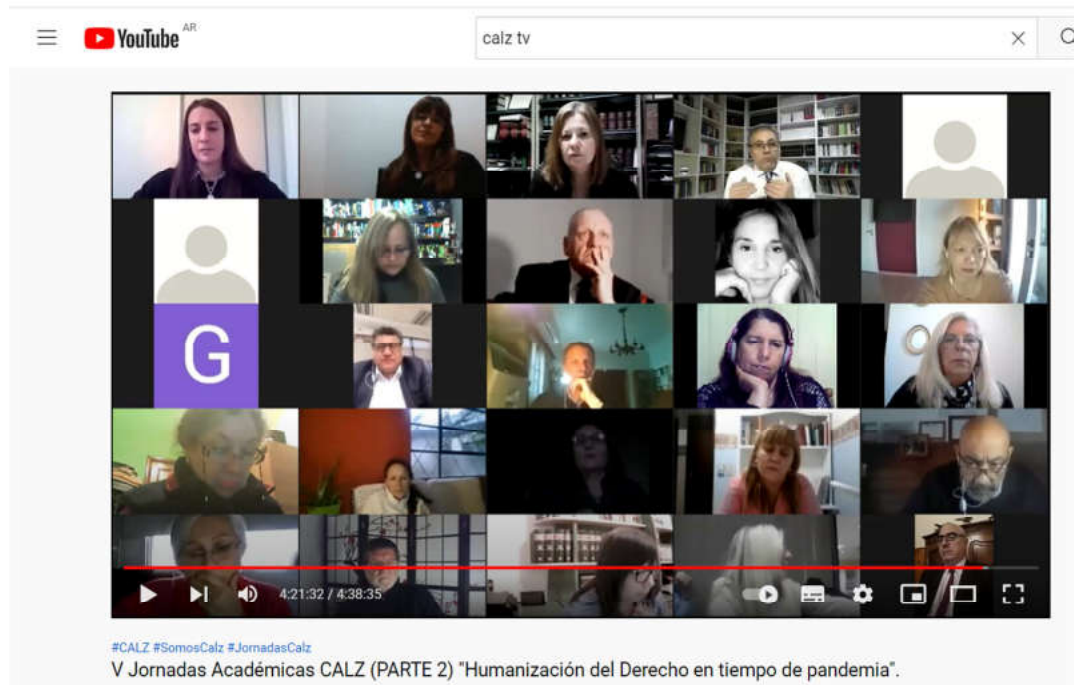 YouTube AR
calz tv
G
4:21:32 / 4:38:35
#CALZ #SomosCalz #JornadasCalz
V Jornadas Académicas CALZ (PARTE 2) "Humanización del Derecho en tiempo de pandemia".